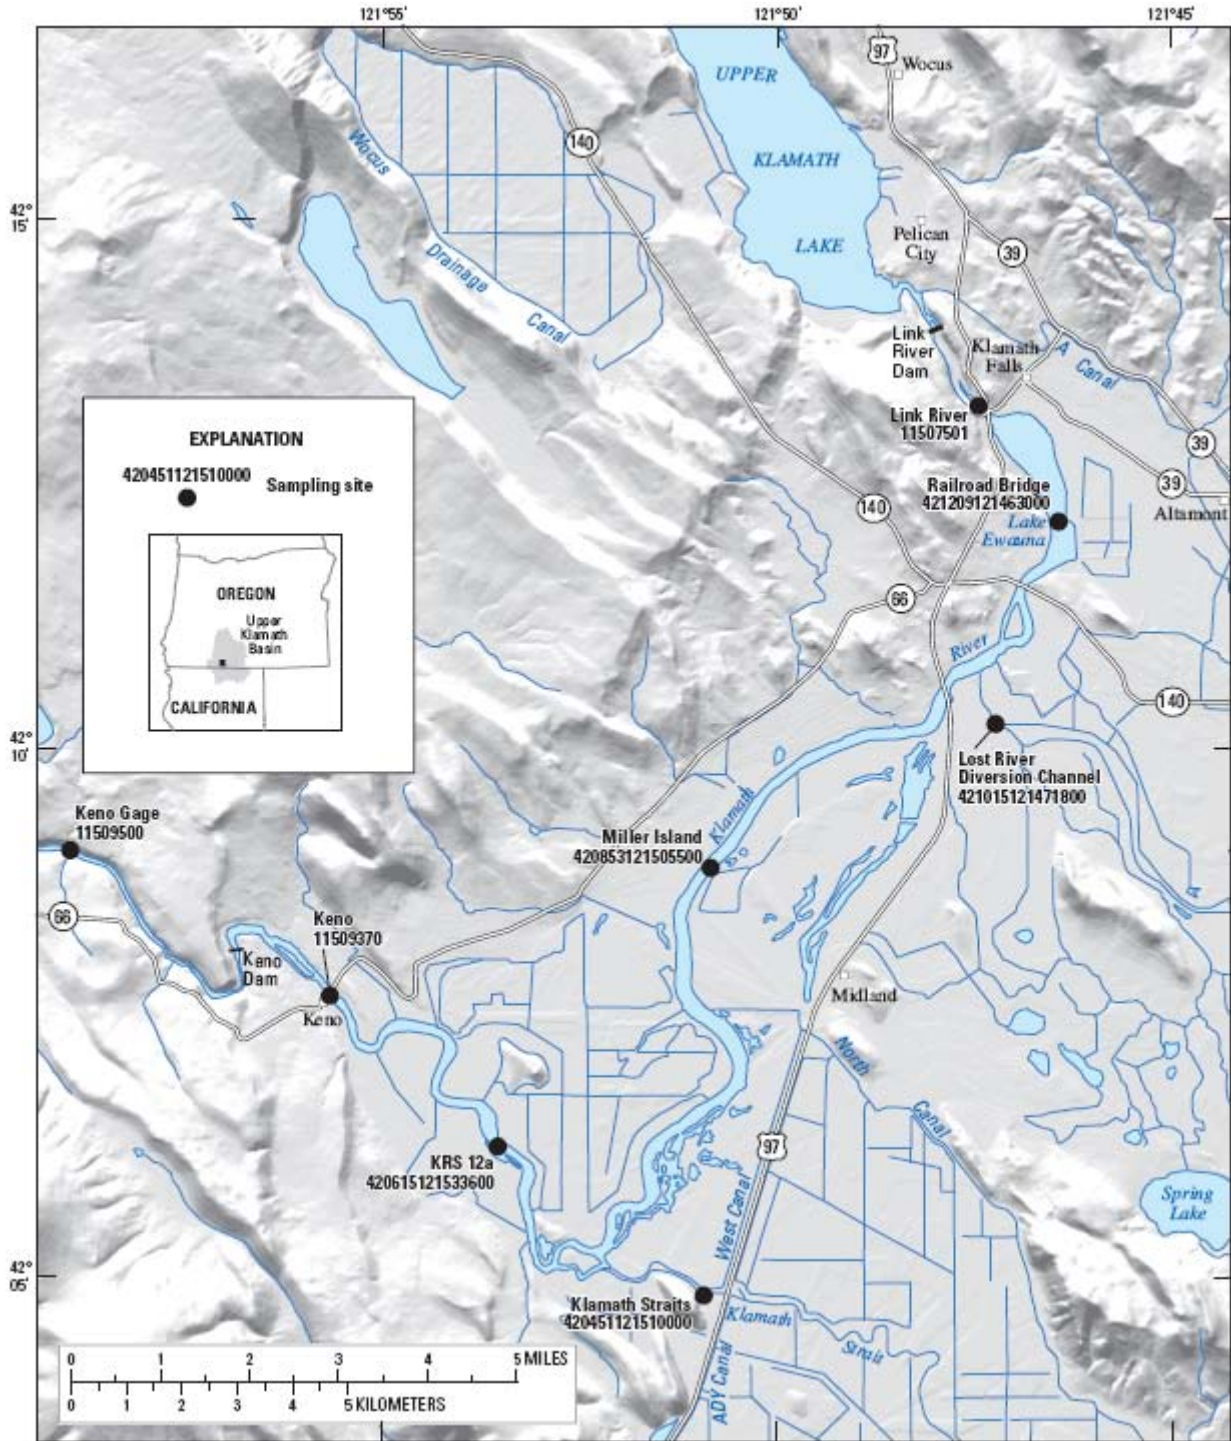 121°55'
121°50'
121°45'
97
Wocus
UPPER
KLAMATH
LAKE
140
Wocus
Drainage
Canal
42°
15'
Pelican
City
39
Link
River
Dam
Klamath
Falls
A Canal
Link River
11507501
39
39
Altamont
Railroad Bridge
421209121463000
Lake
Ewauna
140
66
River
140
EXPLANATION
420451121510000
Sampling site
OREGON
Upper
Klamath
Basin
CALIFORNIA
42°
10'
Lost River
Diversion Channel
421015121471800
Keno Gage
11509500
Klamath
Miller Island
420853121505500
66
Keno
11509370
Keno
Dam
Keno
Midland
North
Canal
97
KRS 12a
420615121533600
West Canal
Spring
Lake
42°
05'
Klamath Straits
420451121510000
Klamath
Strait
ADY Canal
0 1 2 3 4 5 MILES
0 1 2 3 4 5 KILOMETERS